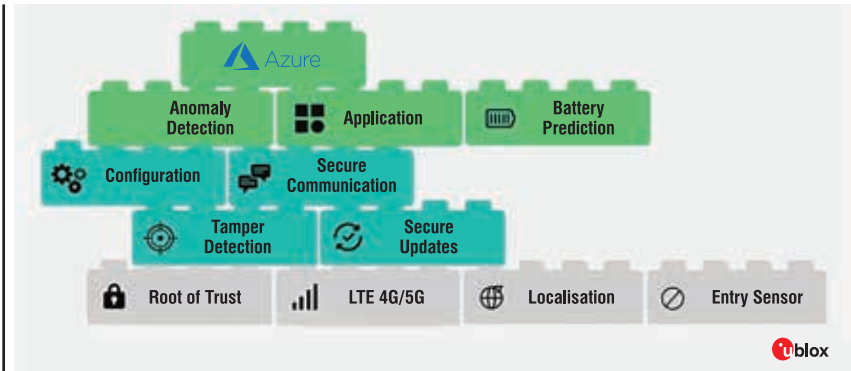 Azure
Anomaly
Detection
Application
Battery
Prediction
Configuration
Secure
Communication
Tamper
Detection
Secure
Updates
Root of Trust
LTE 4G/5G
Localisation
Entry Sensor
ublox